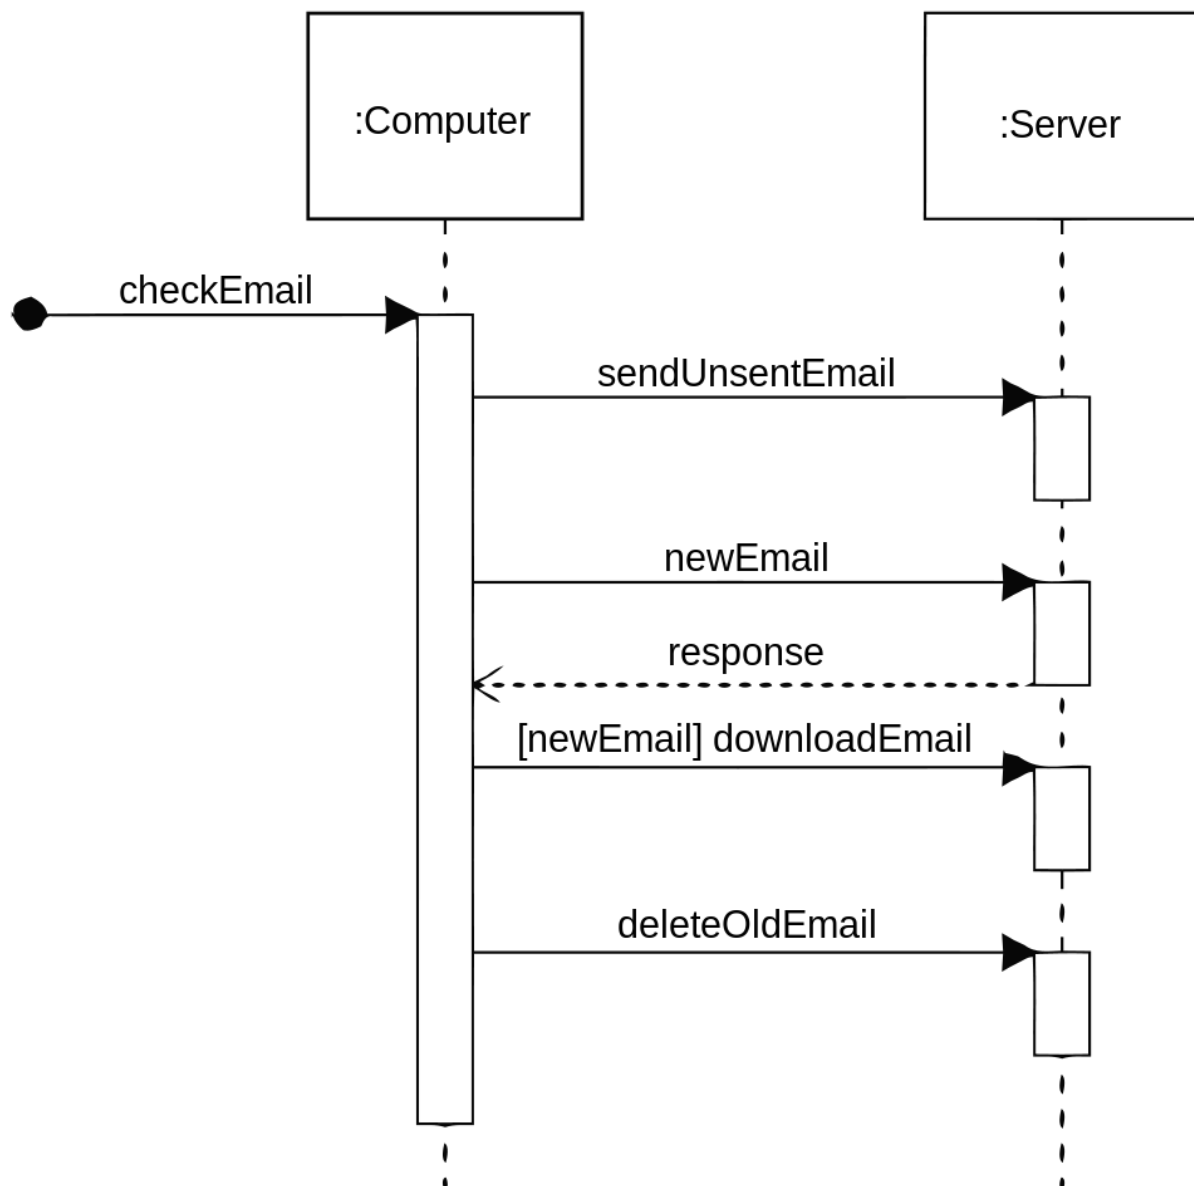 :Computer
:Server
checkEmail
sendUnsentEmail
newEmail
response
[newEmail] downloadEmail
deleteOldEmail